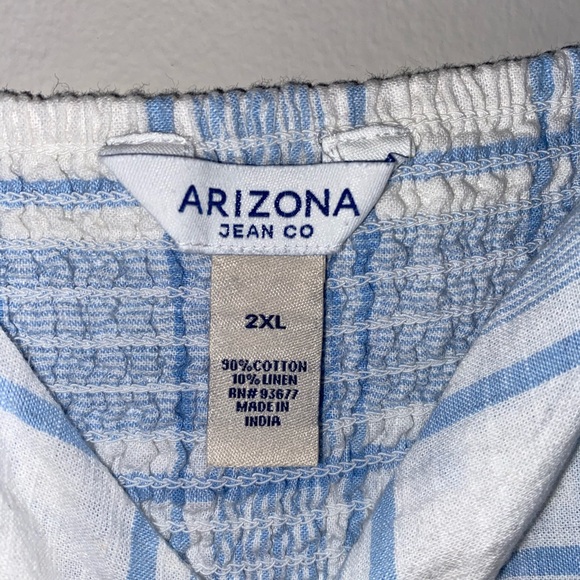 ARIZONA
JEAN CO
2XL
90% COTTON
10% LINEN
RN# 93677
MADE IN
INDIA